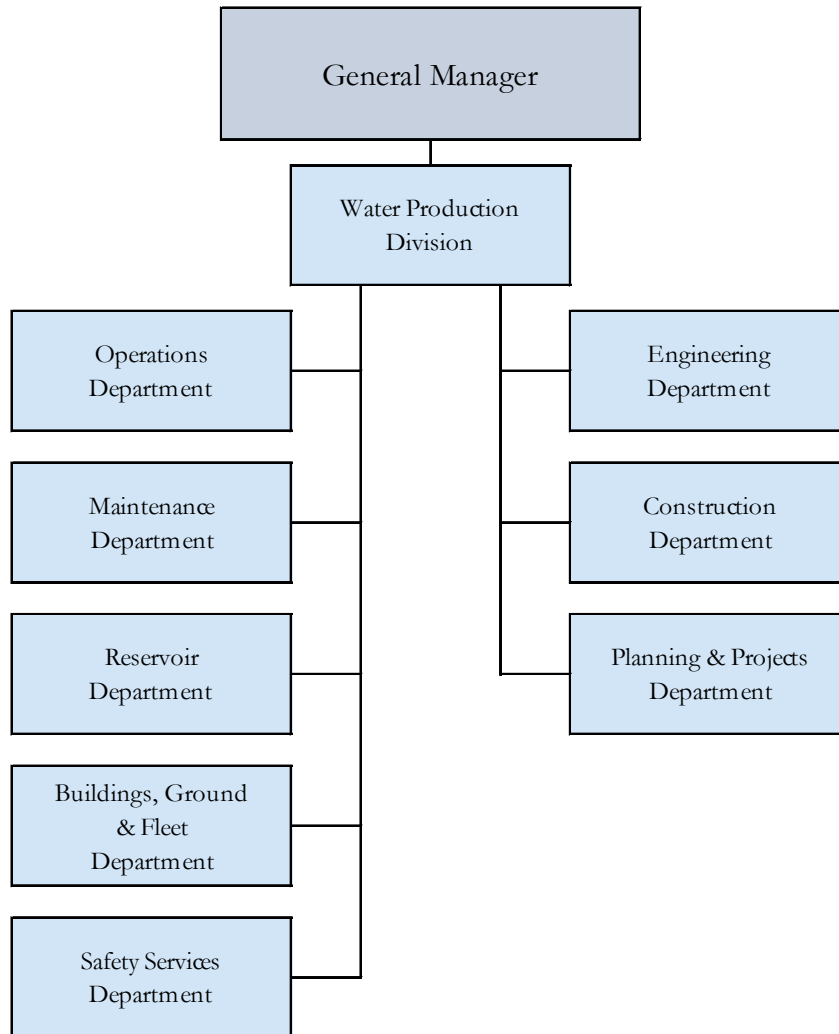 General Manager
Water Production
Division
Operations
Department
Engineering
Department
Maintenance
Department
Construction
Department
Reservoir
Department
Planning & Projects
Department
Buildings, Ground
& Fleet
Department
Safety Services
Department